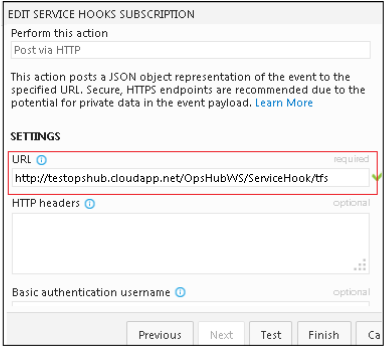 EDIT SERVICE HOOKS SUBSCRIPTION
Perform this action
Post via HTTP
This action posts a JSON object representation of the event to the
specified URL. Secure, HTTPS endpoints are recommended due to the
potential for private data in the event payload. Learn More
SETTINGS
URL required
http://testopshub.cloudapp.net/OpsHubWS/ServiceHook/tfs
HTTP headers optional
Basic authentication username optional
Previous Next Test Finish Ca